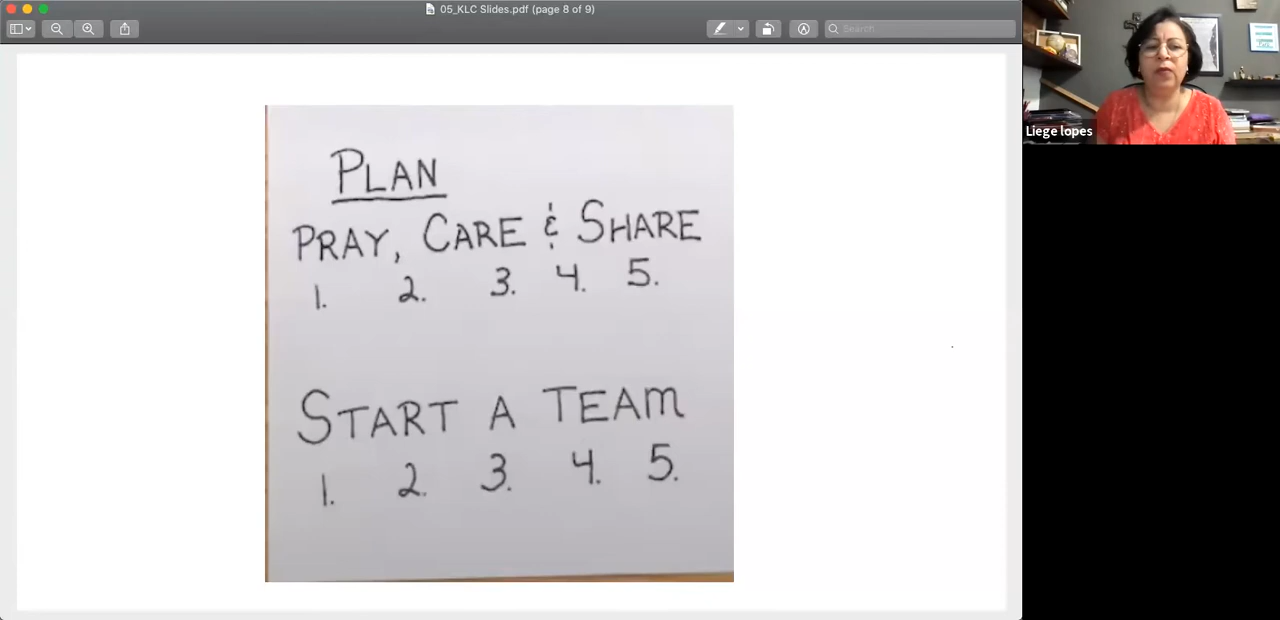 05_KLC Slides.pdf (page 8 of 9)
Search
Liege lopes
PLAN
PRAY, CARE & SHARE
1. 2. 3. 4. 5.
START A TEAM
1. 2. 3. 4. 5.